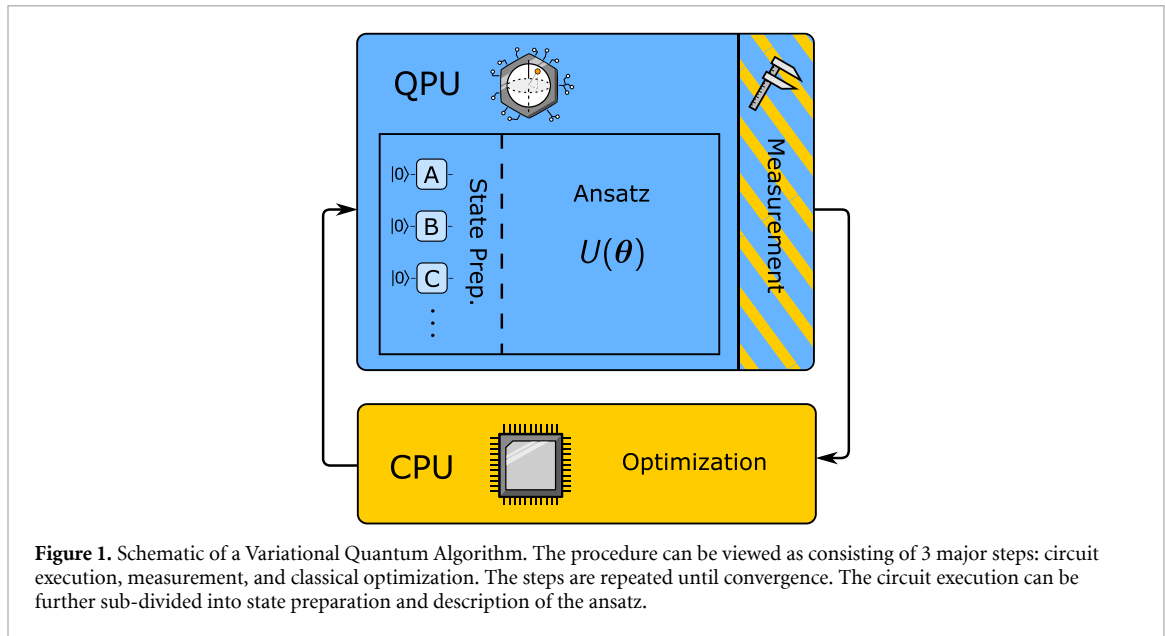 QPU
|0⟩ A
|0⟩ B
|0⟩ C
State Prep.
Ansatz
U(θ)
Measurement
CPU
Optimization
Figure 1. Schematic of a Variational Quantum Algorithm. The procedure can be viewed as consisting of 3 major steps: circuit
execution, measurement, and classical optimization. The steps are repeated until convergence. The circuit execution can be
further sub-divided into state preparation and description of the ansatz.